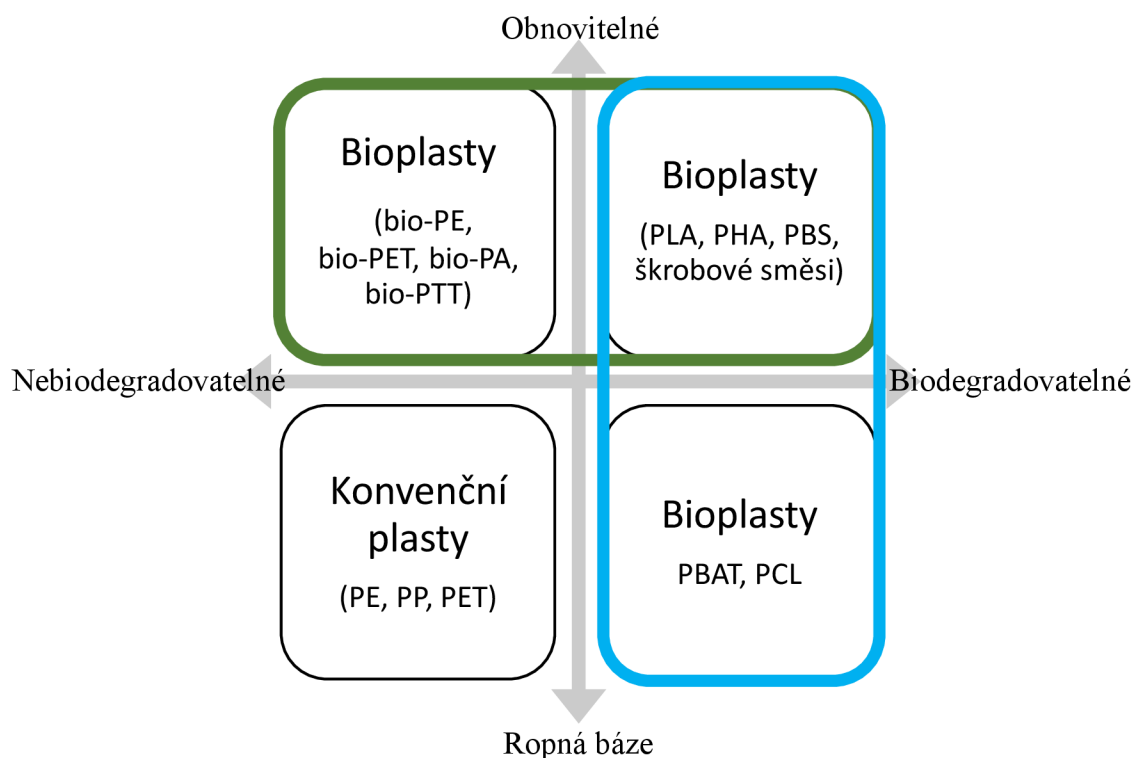 Obnovitelné
Bioplasty
(bio-PE,
bio-PET, bio-PA,
bio-PTT)
Bioplasty
(PLA, PHA, PBS,
škrobové směsi)
Nebiodegradovatelné
Biodegradovatelné
Konvenční
plasty
(PE, PP, PET)
Bioplasty
PBAT, PCL
Ropná báze